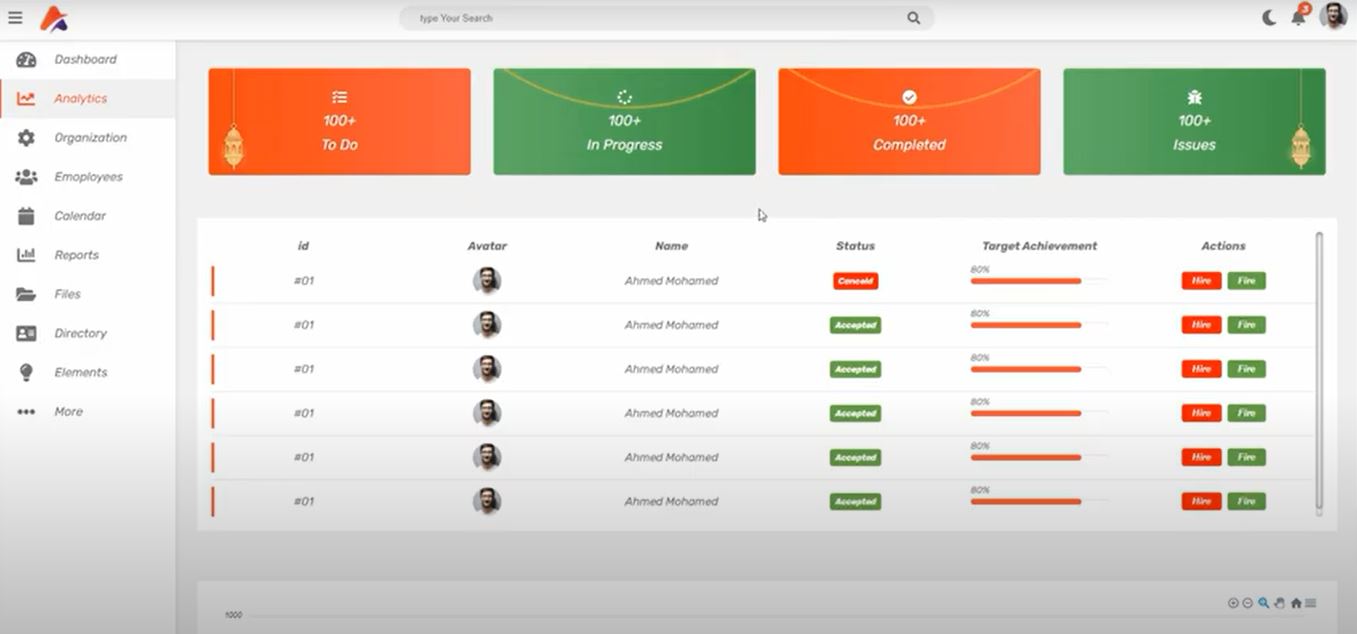 type Your Search
3
Dashboard
Analytics
Organization
Emoployees
Calendar
Reports
Files
Directory
Elements
More
100+
To Do
100+
In Progress
100+
Completed
100+
Issues
id Avatar Name Status Target Achievement Actions
#01 Ahmed Mohamed Canceld 80% Hire Fire
#01 Ahmed Mohamed Accepted 80% Hire Fire
#01 Ahmed Mohamed Accepted 80% Hire Fire
#01 Ahmed Mohamed Accepted 80% Hire Fire
#01 Ahmed Mohamed Accepted 80% Hire Fire
#01 Ahmed Mohamed Accepted 80% Hire Fire
1000